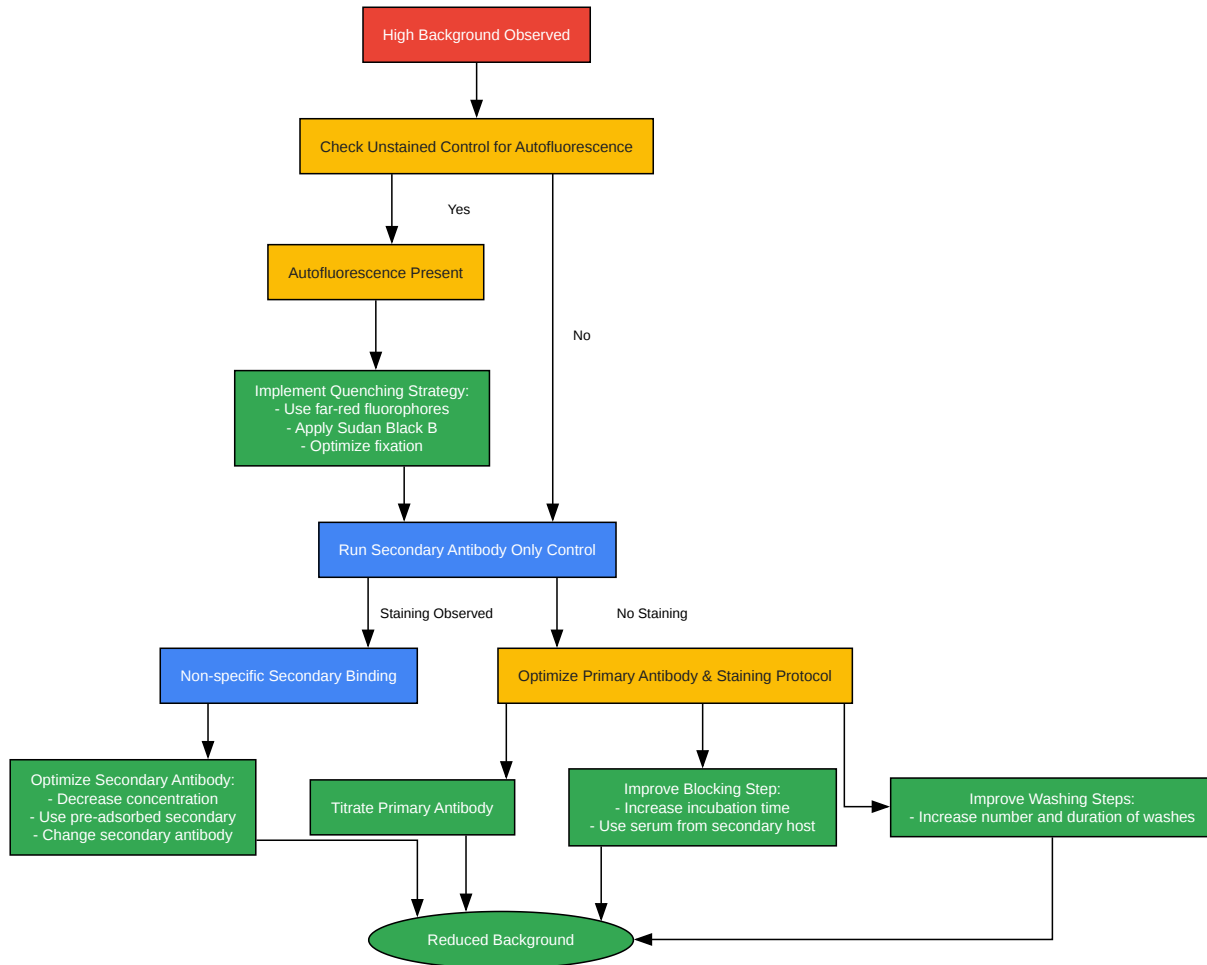 High Background Observed
Check Unstained Control for Autofluorescence
Yes
Autofluorescence Present
No
Implement Quenching Strategy:
- Use far-red fluorophores
- Apply Sudan Black B
- Optimize fixation
Run Secondary Antibody Only Control
Staining Observed
No Staining
Non-specific Secondary Binding
Optimize Primary Antibody & Staining Protocol
Optimize Secondary Antibody:
- Decrease concentration
- Use pre-adsorbed secondary
- Change secondary antibody
Titrate Primary Antibody
Improve Blocking Step:
- Increase incubation time
- Use serum from secondary host
Improve Washing Steps:
- Increase number and duration of washes
Reduced Background